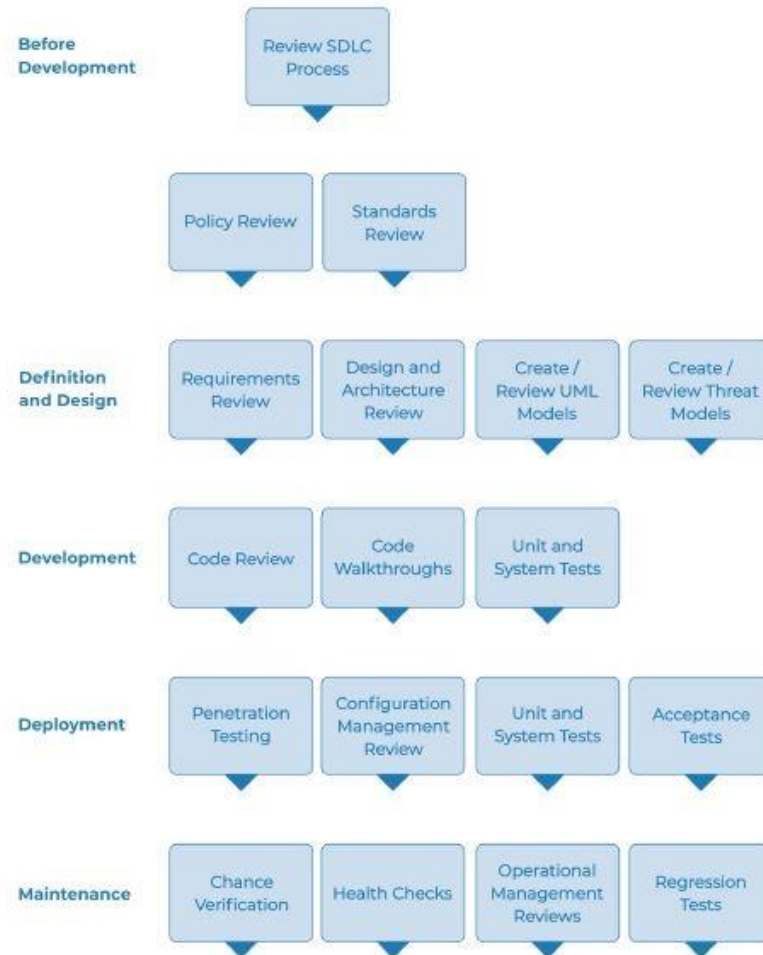 Before
Development
Review SDLC
Process
Policy Review
Standards
Review
Definition
and Design
Requirements
Review
Design and
Architecture
Review
Create /
Review UML
Models
Create /
Review Threat
Models
Development
Code Review
Code
Walkthroughs
Unit and
System Tests
Deployment
Penetration
Testing
Configuration
Management
Review
Unit and
System Tests
Acceptance
Tests
Maintenance
Chance
Verification
Health Checks
Operational
Management
Reviews
Regression
Tests